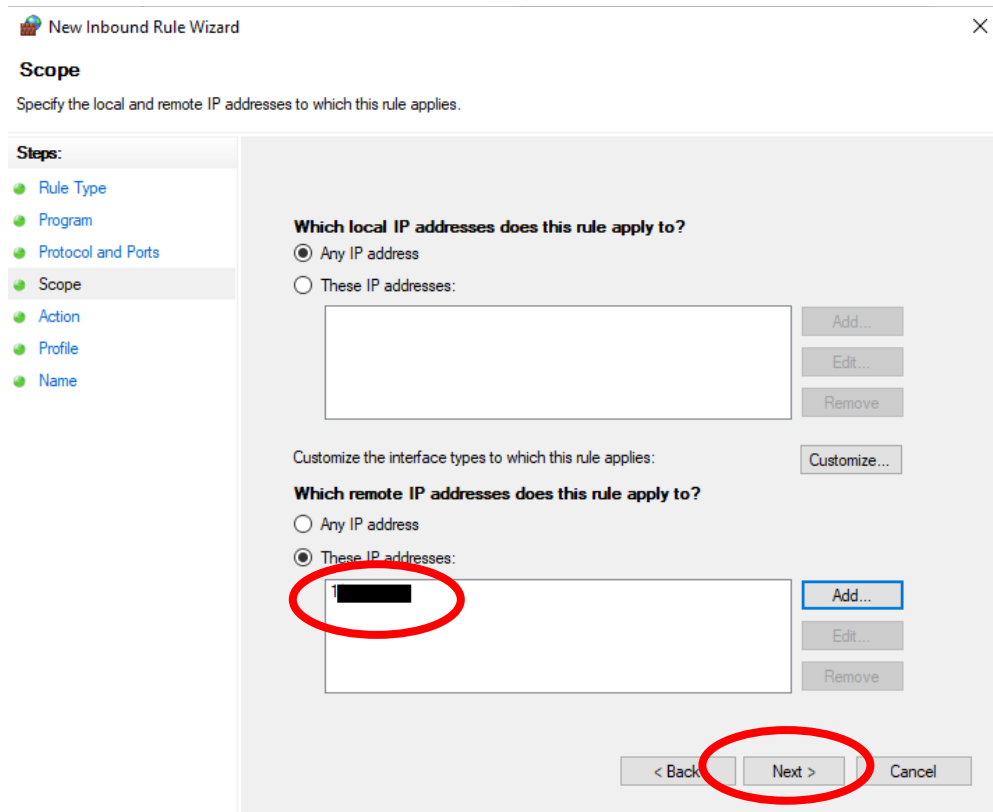 New Inbound Rule Wizard
Scope
Specify the local and remote IP addresses to which this rule applies.
Steps:
Rule Type
Program
Protocol and Ports
Scope
Action
Profile
Name
Which local IP addresses does this rule apply to?
Any IP address
These IP addresses:
Add...
Edit...
Remove
Customize the interface types to which this rule applies:
Customize...
Which remote IP addresses does this rule apply to?
Any IP address
These IP addresses:
1
Add...
Edit...
Remove
< Back
Next >
Cancel